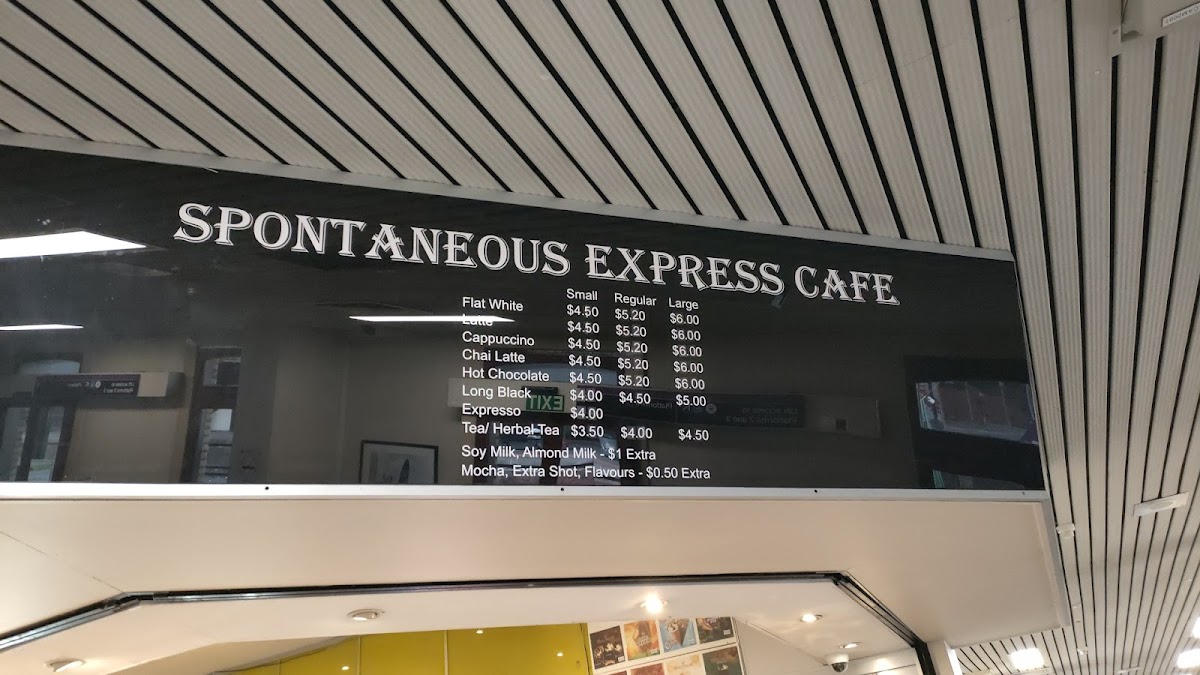 SPONTANEOUS EXPRESS CAFE
Small Regular Large
Flat White $4.50 $5.20 $6.00
Latte $4.50 $5.20 $6.00
Cappuccino $4.50 $5.20 $6.00
Chai Latte $4.50 $5.20 $6.00
Hot Chocolate $4.50 $5.20 $6.00
Long Black $4.00 $4.50 $5.00
Expresso $4.00
Tea/ Herbal Tea $3.50 $4.00 $4.50
Soy Milk, Almond Milk - $1 Extra
Mocha, Extra Shot, Flavours - $0.50 Extra
EXIT